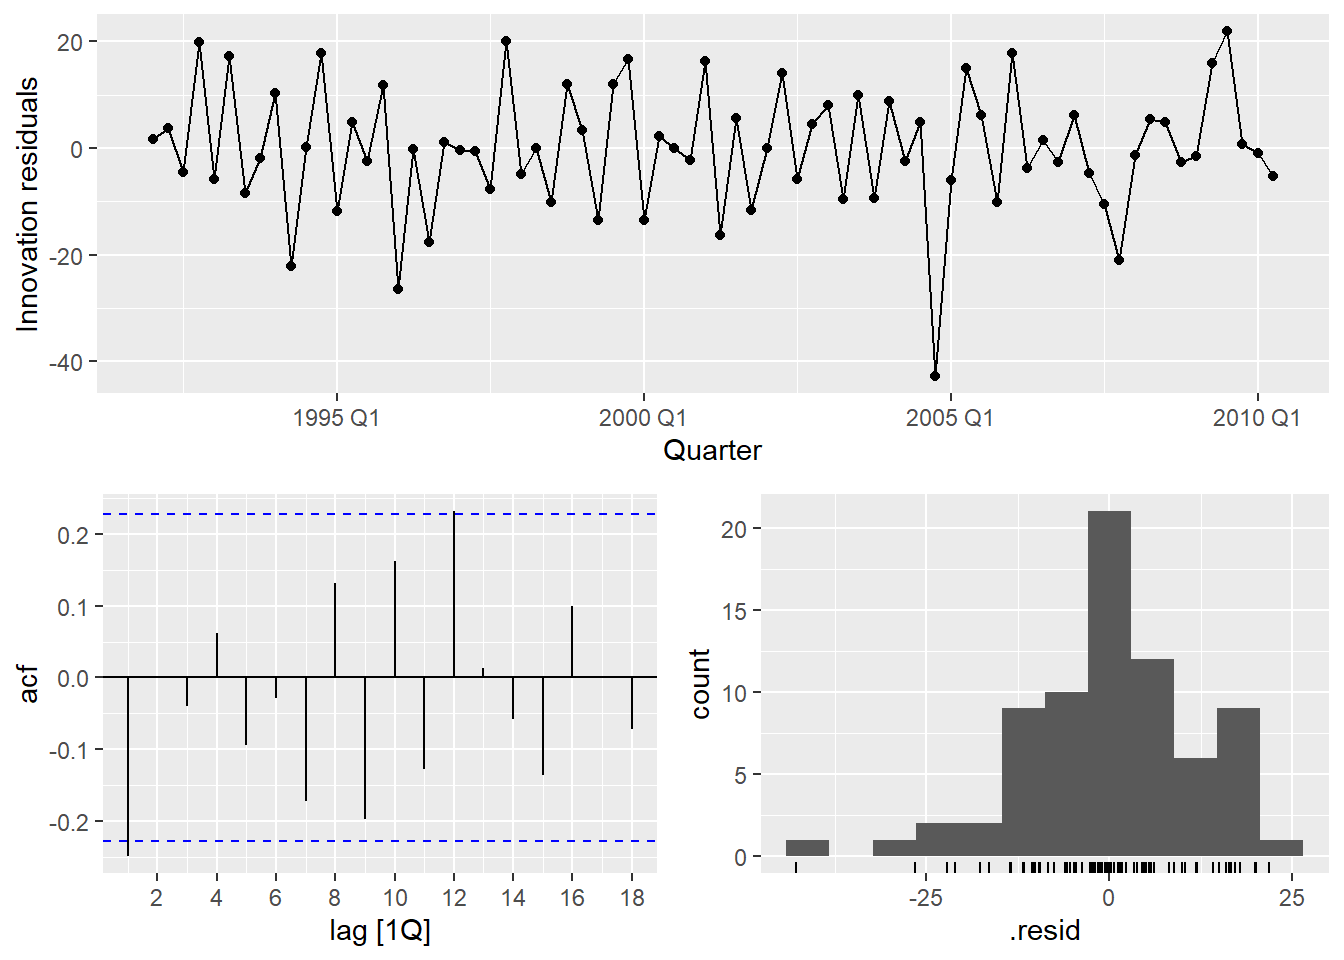 Innovation residuals
20
0
-20
-40
1995 Q1 2000 Q1 2005 Q1 2010 Q1
Quarter
acf
0.2
0.1
0.0
-0.1
-0.2
2 4 6 8 10 12 14 16 18
lag [1Q]
count
20
15
10
5
0
-25 0 25
.resid